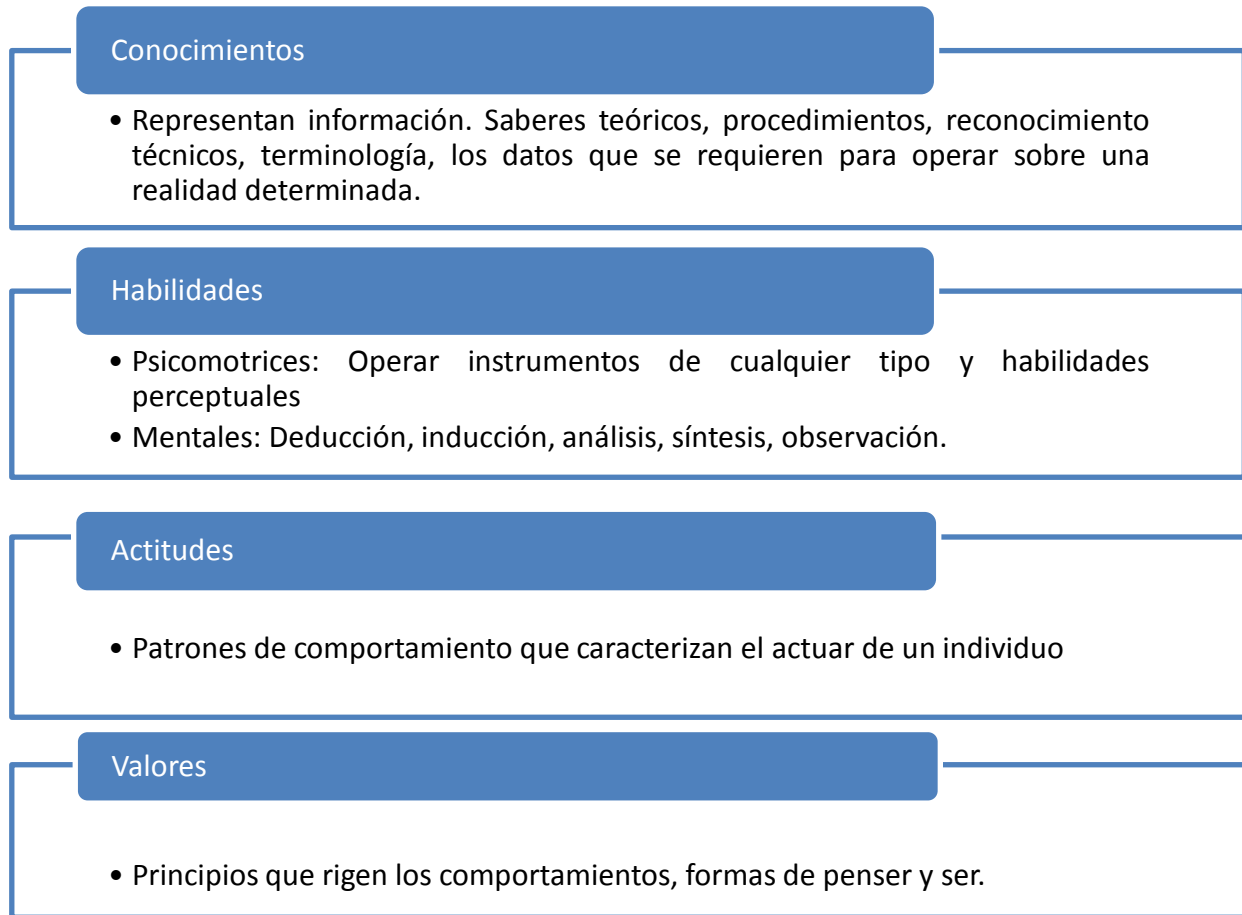 Conocimientos
• Representan información. Saberes teóricos, procedimientos, reconocimiento
técnicos, terminología, los datos que se requieren para operar sobre una
realidad determinada.
Habilidades
• Psicomotrices: Operar instrumentos de cualquier tipo y habilidades
perceptuales
• Mentales: Deducción, inducción, análisis, síntesis, observación.
Actitudes
• Patrones de comportamiento que caracterizan el actuar de un individuo
Valores
• Principios que rigen los comportamientos, formas de penser y ser.